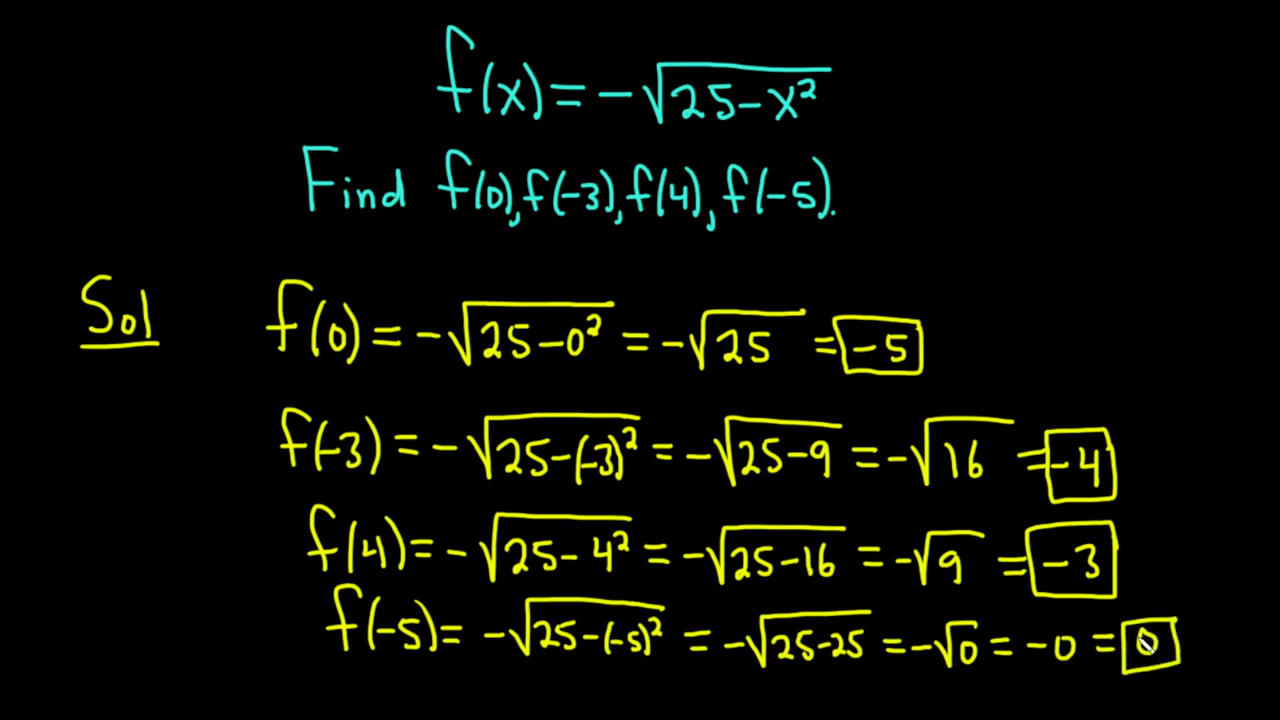 f(x) = -√(25-x²)
Find f(0), f(-3), f(4), f(-5).
Sol f(0) = -√(25-0²) = -√25 = -5
f(-3) = -√(25-(-3)²) = -√(25-9) = -√16 = -4
f(4) = -√(25-4²) = -√(25-16) = -√9 = -3
f(-5) = -√(25-(-5)²) = -√(25-25) = -√0 = -0 = 0